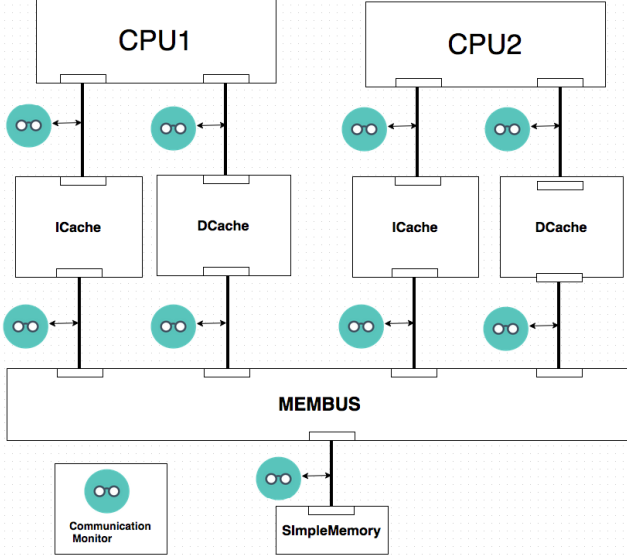 CPU1
CPU2
ICache
DCache
ICache
DCache
MEMBUS
Communication
Monitor
SImpleMemory